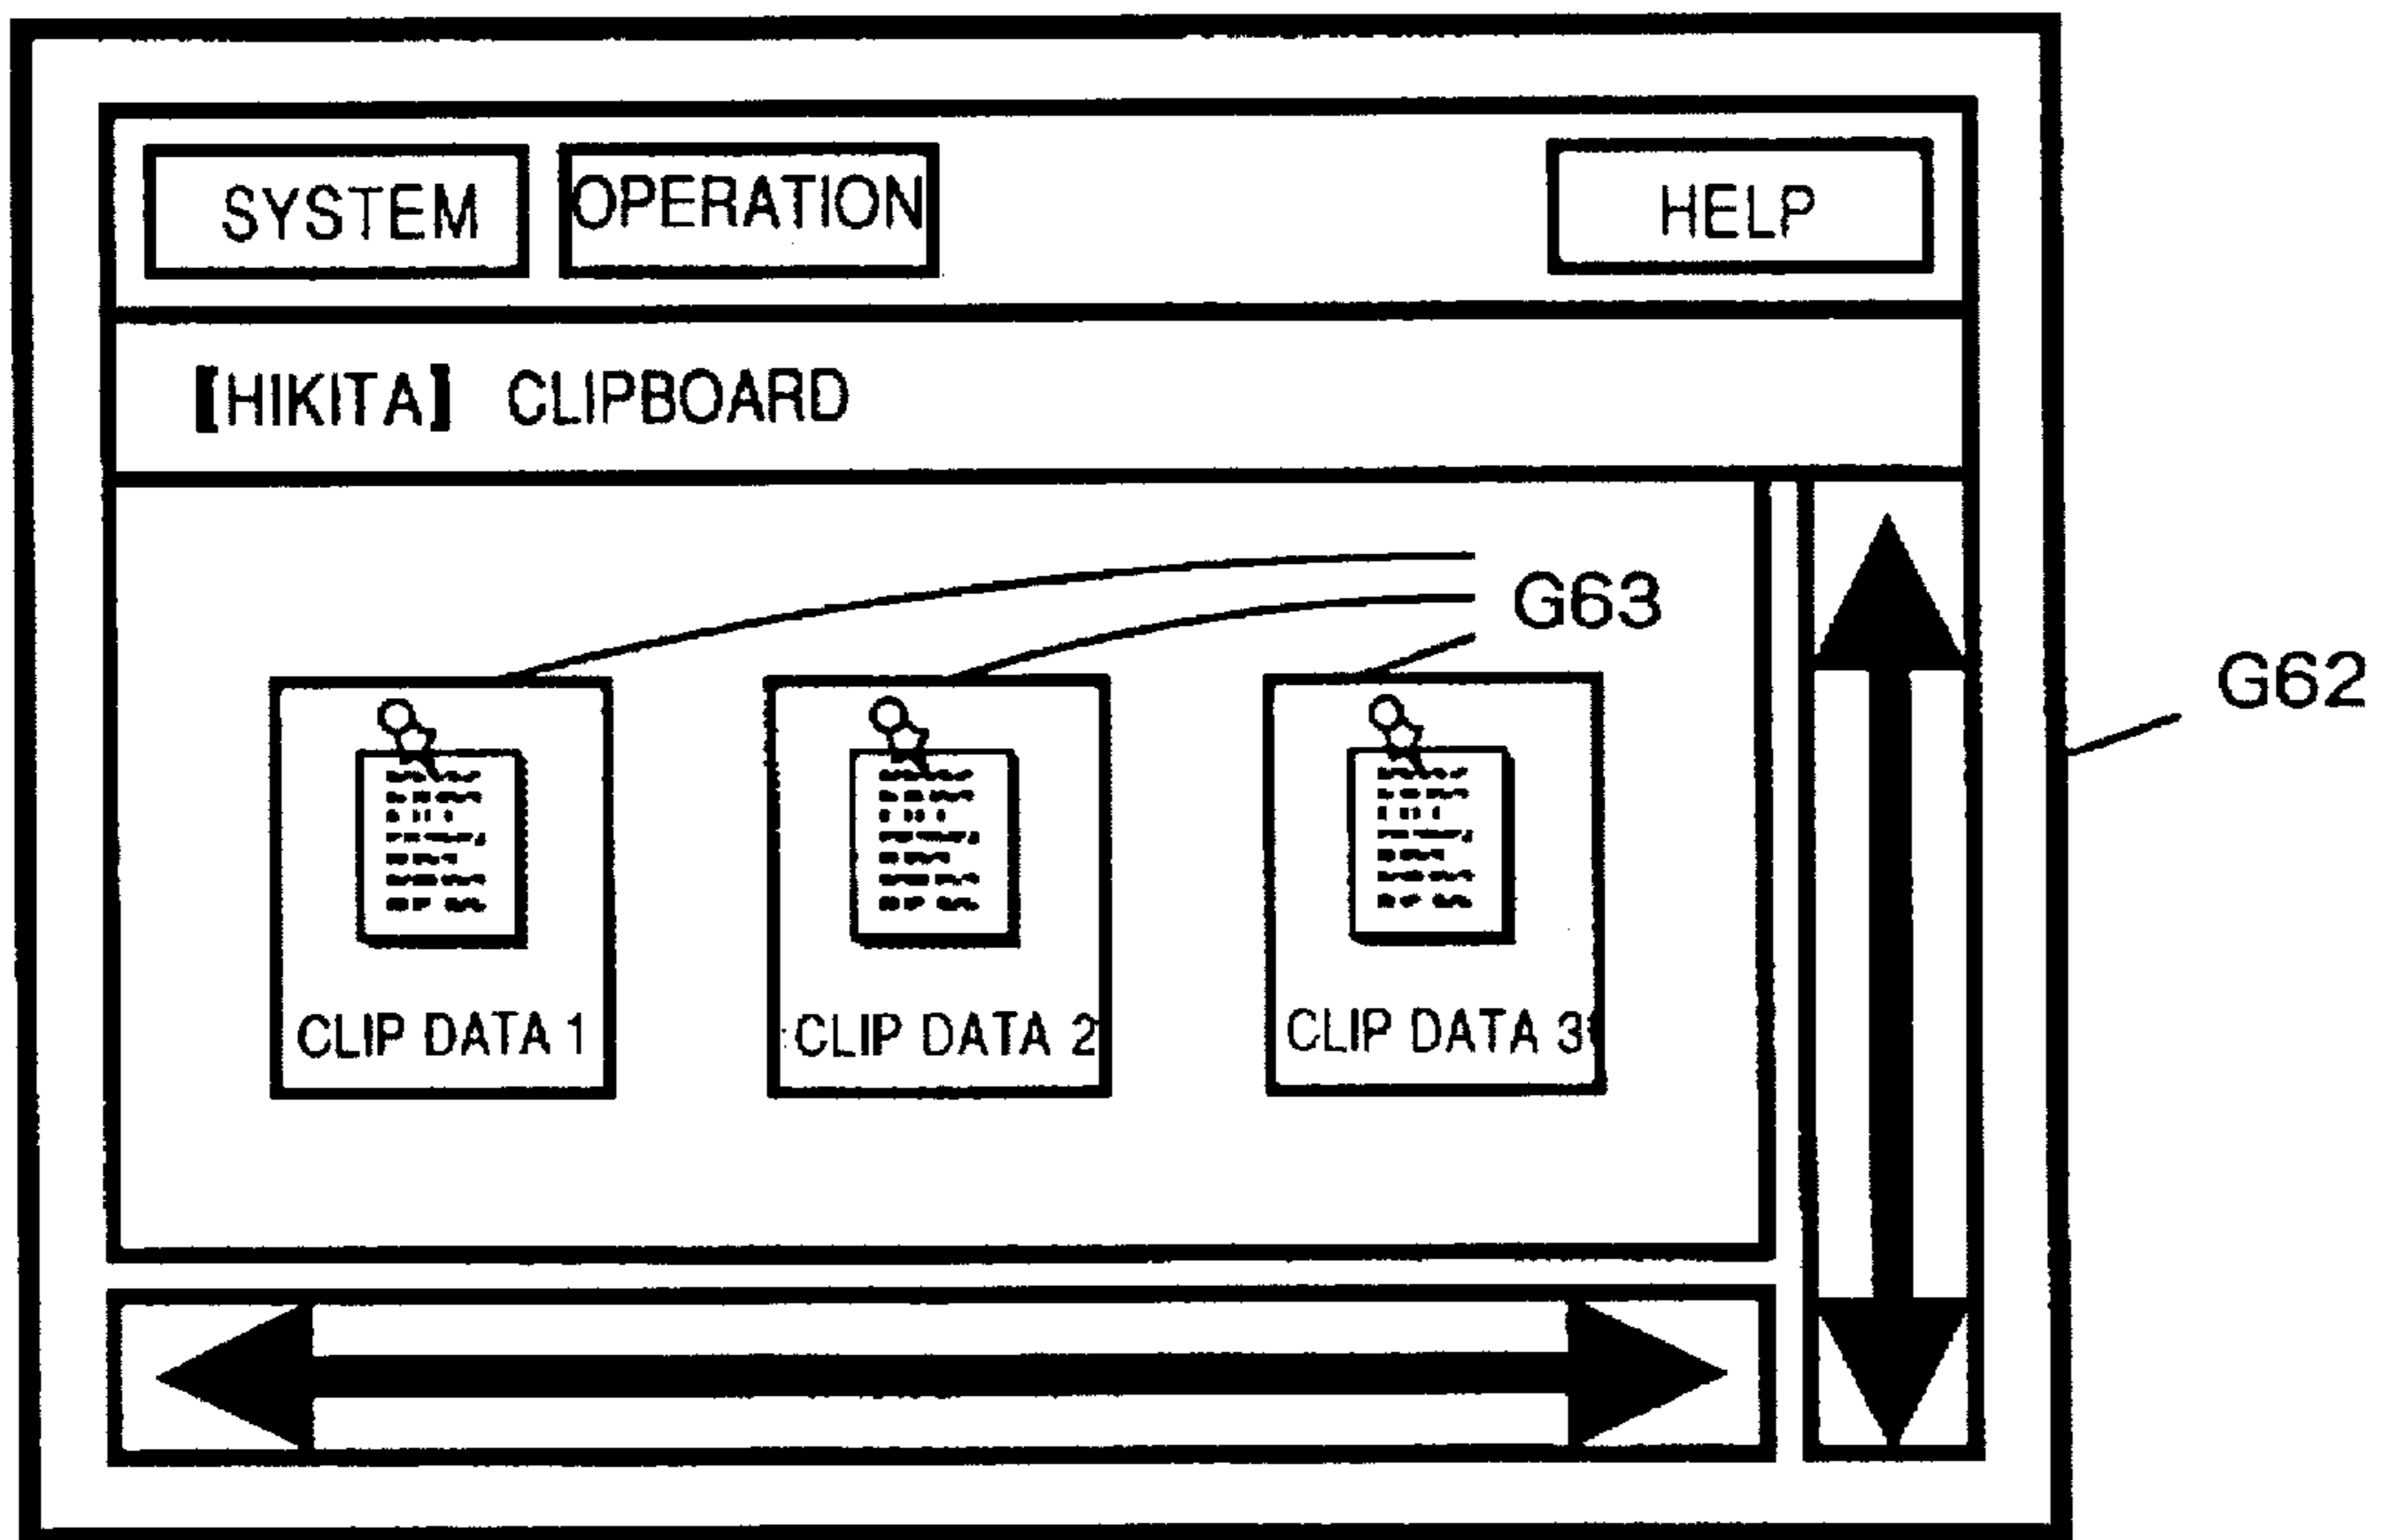 SYSTEM OPERATION HELP
【HIKITA】 CLIPBOARD
G63
G62
CLIP DATA 1 CLIP DATA 2 CLIP DATA 3